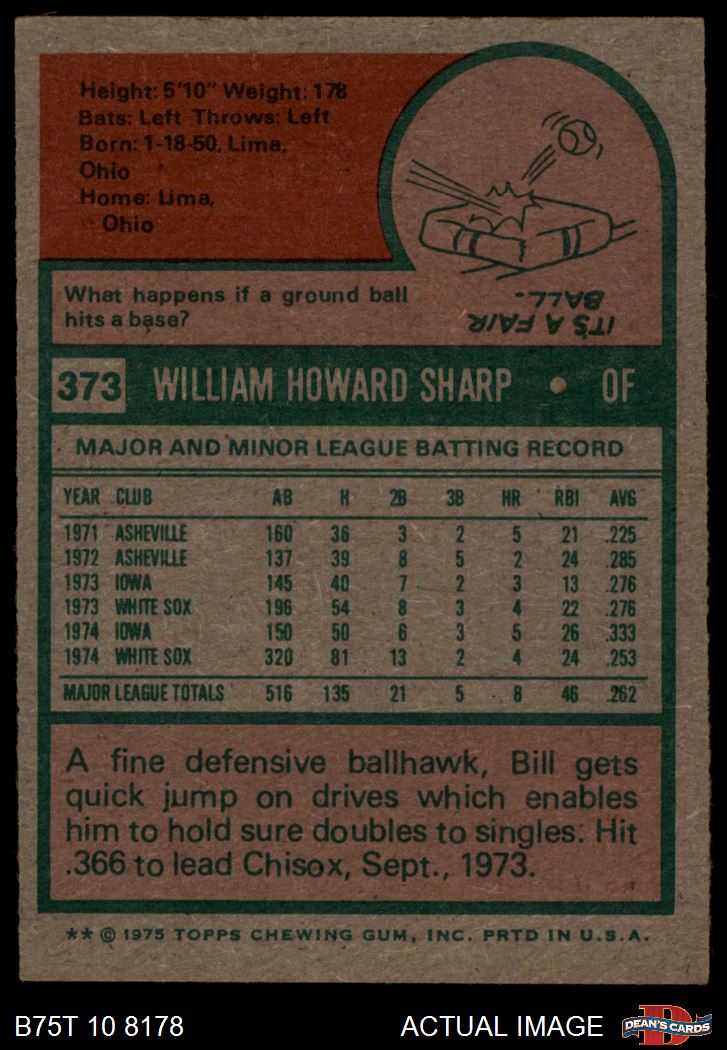 Height: 5'10" Weight: 178
Bats: Left Throws: Left
Born: 1-18-50, Lima,
Ohio
Home: Lima,
Ohio
What happens if a ground ball
hits a base?
IT'S A FAIR
BALL.
373 WILLIAM HOWARD SHARP • OF
MAJOR AND MINOR LEAGUE BATTING RECORD
YEAR CLUB AB H 2B 3B HR RBI AVG
1971 ASHEVILLE 160 36 3 2 5 21 .225
1972 ASHEVILLE 137 39 8 5 2 24 .285
1973 IOWA 145 40 7 2 3 13 .276
1973 WHITE SOX 196 54 8 3 4 22 .276
1974 IOWA 150 50 6 3 5 26 .333
1974 WHITE SOX 320 81 13 2 4 24 .253
MAJOR LEAGUE TOTALS 516 135 21 5 8 46 .262
A fine defensive ballhawk, Bill gets
quick jump on drives which enables
him to hold sure doubles to singles. Hit
.366 to lead Chisox, Sept., 1973.
** © 1975 TOPPS CHEWING GUM, INC. PRTD IN U.S.A.
B75T 10 8178 ACTUAL IMAGE D DEAN'S CARDS